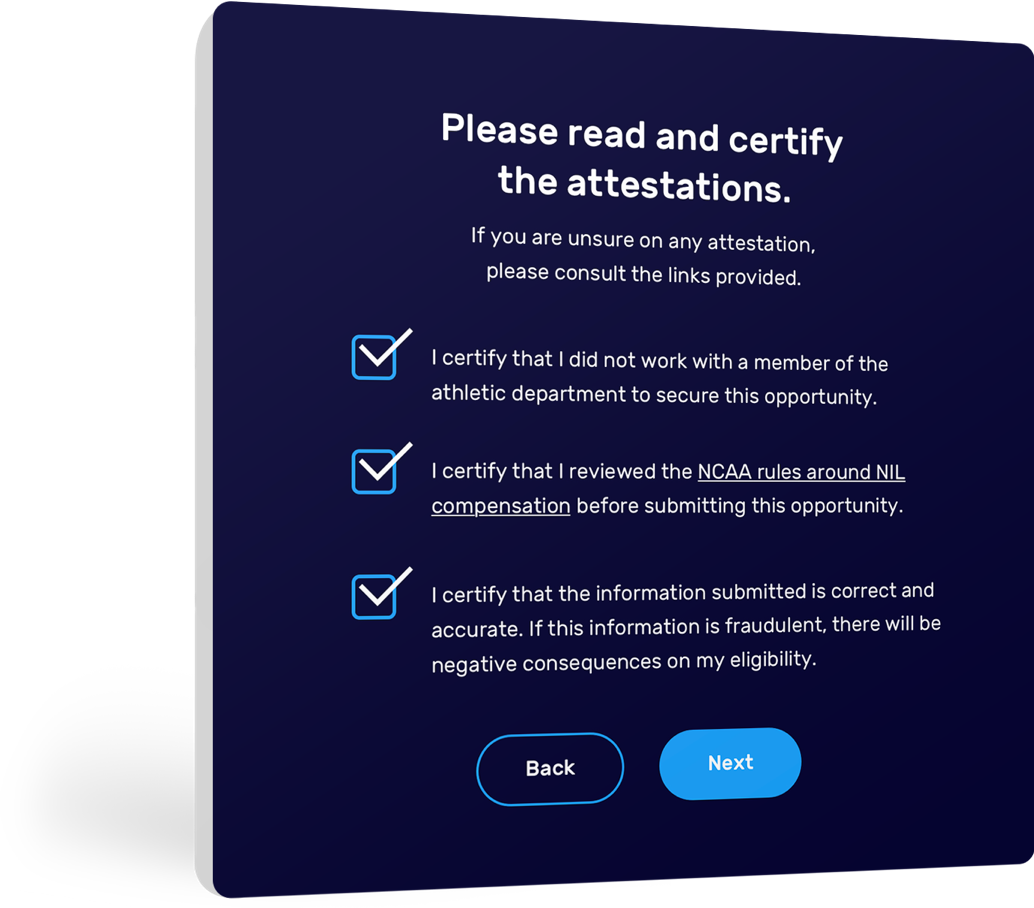 Please read and certify
the attestations.
If you are unsure on any attestation,
please consult the links provided.
I certify that I did not work with a member of the
athletic department to secure this opportunity.
I certify that I reviewed the NCAA rules around NIL
compensation before submitting this opportunity.
I certify that the information submitted is correct and
accurate. If this information is fraudulent, there will be
negative consequences on my eligibility.
Back
Next